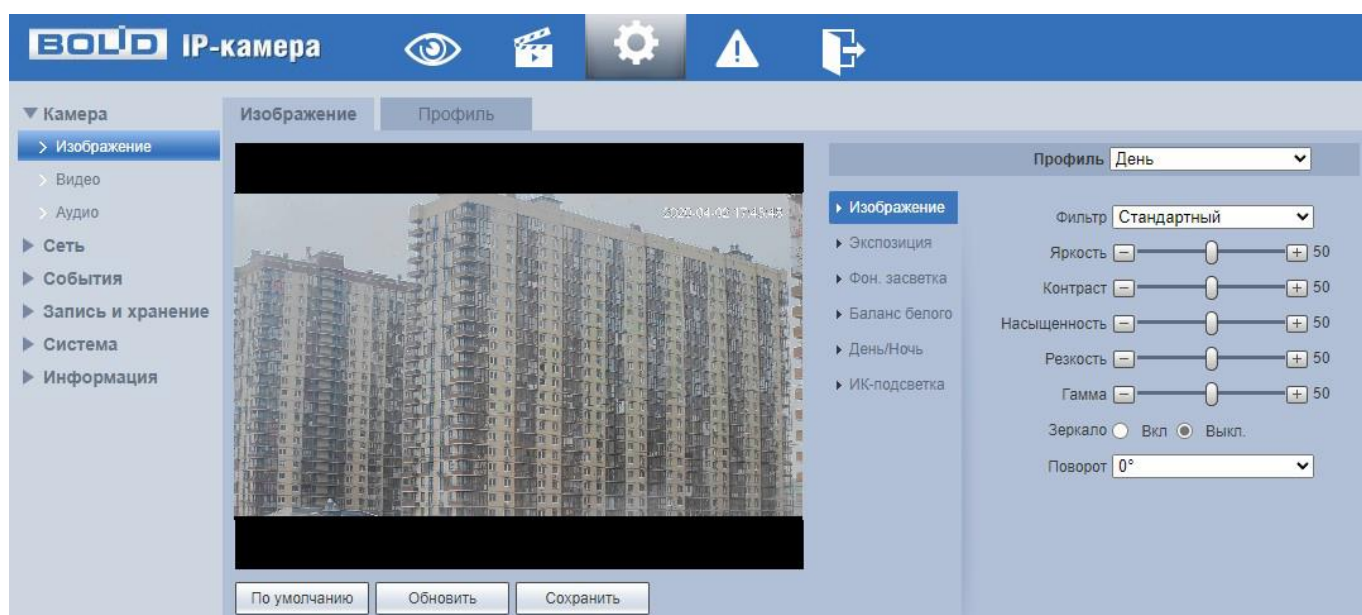 BOLID IP-камера
Камера
Изображение
Видео
Аудио
Сеть
События
Запись и хранение
Система
Информация
Изображение Профиль
По умолчанию Обновить Сохранить
Изображение
Экспозиция
Фон. засветка
Баланс белого
День/Ночь
ИК-подсветка
Профиль День
Фильтр Стандартный
Яркость 50
Контраст 50
Насыщенность 50
Резкость 50
Гамма 50
Зеркало Вкл Выкл.
Поворот 0°